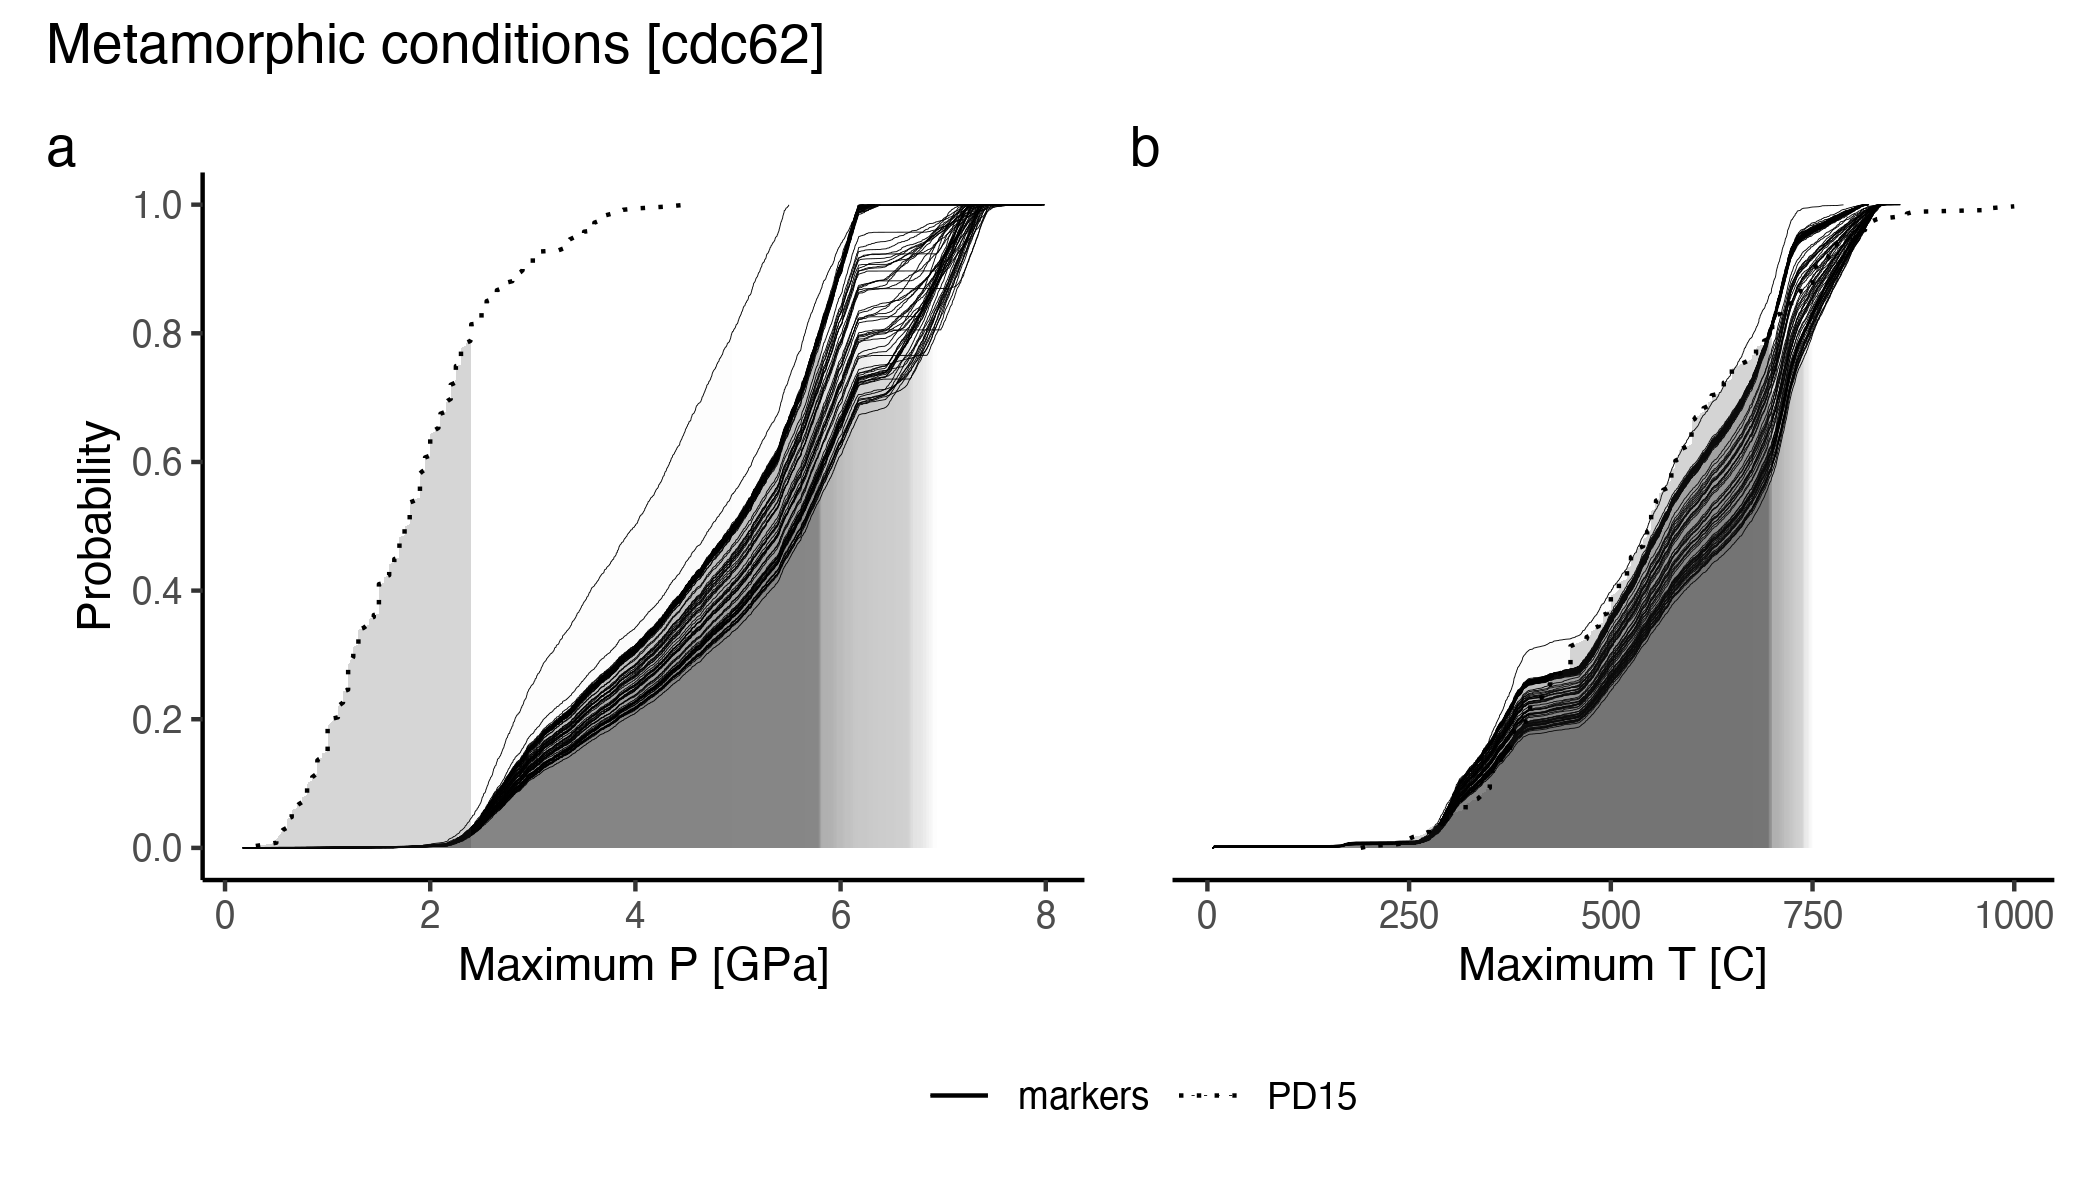 Metamorphic conditions [cdc62]
a
b
Probability
1.0
0.8
0.6
0.4
0.2
0.0
0 2 4 6 8
Maximum P [GPa]
0 250 500 750 1000
Maximum T [C]
markers PD15